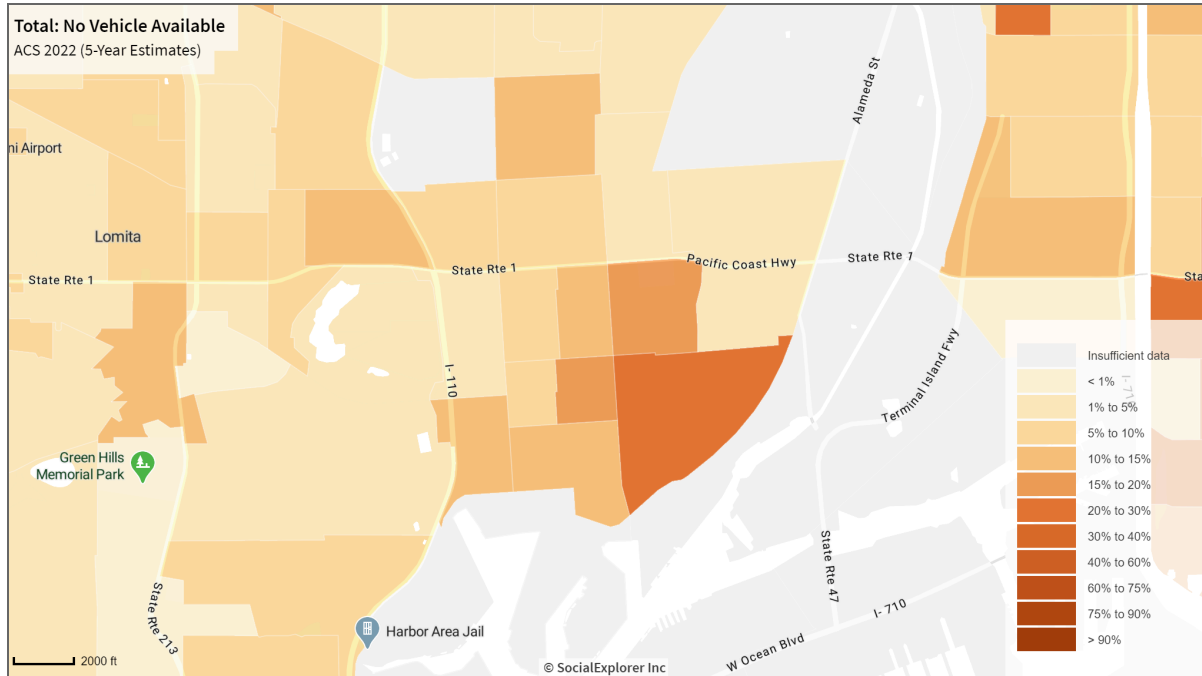 Total: No Vehicle Available
ACS 2022 (5-Year Estimates)
Alameda St
ni Airport
Lomita
State Rte 1
State Rte 1
Pacific Coast Hwy
State Rte 1
Sta
I- 110
Terminal Island Fwy
Green Hills
Memorial Park
State Rte 213
State Rte 47
I- 710
W Ocean Blvd
Harbor Area Jail
2000 ft
© SocialExplorer Inc
Insufficient data
< 1%
1% to 5%
5% to 10%
10% to 15%
15% to 20%
20% to 30%
30% to 40%
40% to 60%
60% to 75%
75% to 90%
> 90%